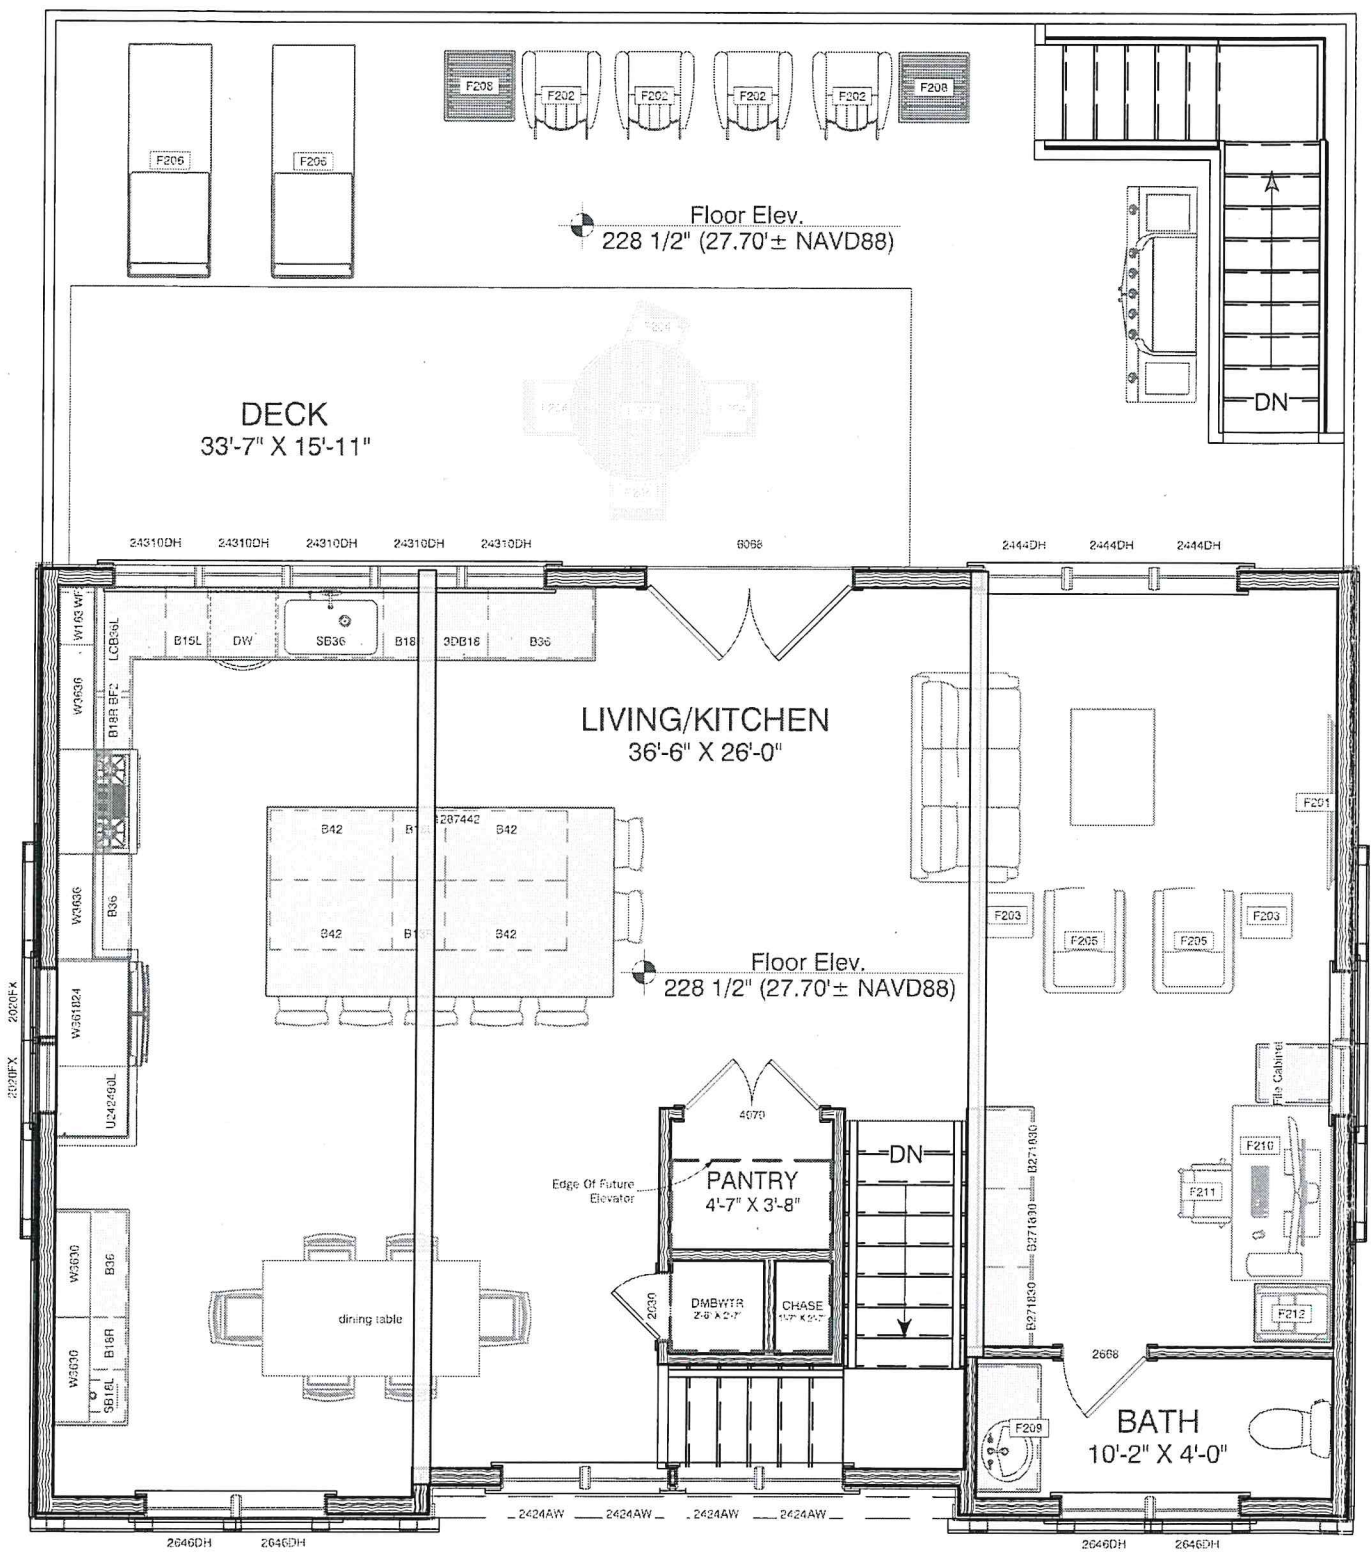 F208
F202
F202
F202
F202
F208
F206
F206
Floor Elev.
228 1/2" (27.70'± NAVD88)
DECK
33'-7" X 15'-11"
DN
24310DH
24310DH
24310DH
24310DH
24310DH
6068
2444DH
2444DH
2444DH
LCB36L
B15L
DW
SB36
B18
3DB18
B36
W3636
B18R BF2
LIVING/KITCHEN
36'-6" X 26'-0"
F201
B42
287442
B42
W3636
B36
B42
B42
F203
F203
F205
F205
Floor Elev.
228 1/2" (27.70'± NAVD88)
2020FX
2020FX
W361824
U242490L
File Cabinet
4070
DN
PANTRY
4'-7" X 3'-8"
Edge Of Future
Elevator
B271830
B271830
B271830
F210
F211
F212
W3630
B36
W3630
B18R
SB18L
dining table
2030
DMBWTR
CHASE
2668
BATH
10'-2" X 4'-0"
F209
2424AW
2424AW
2424AW
2424AW
2646DH
2646DH
2646DH
2646DH